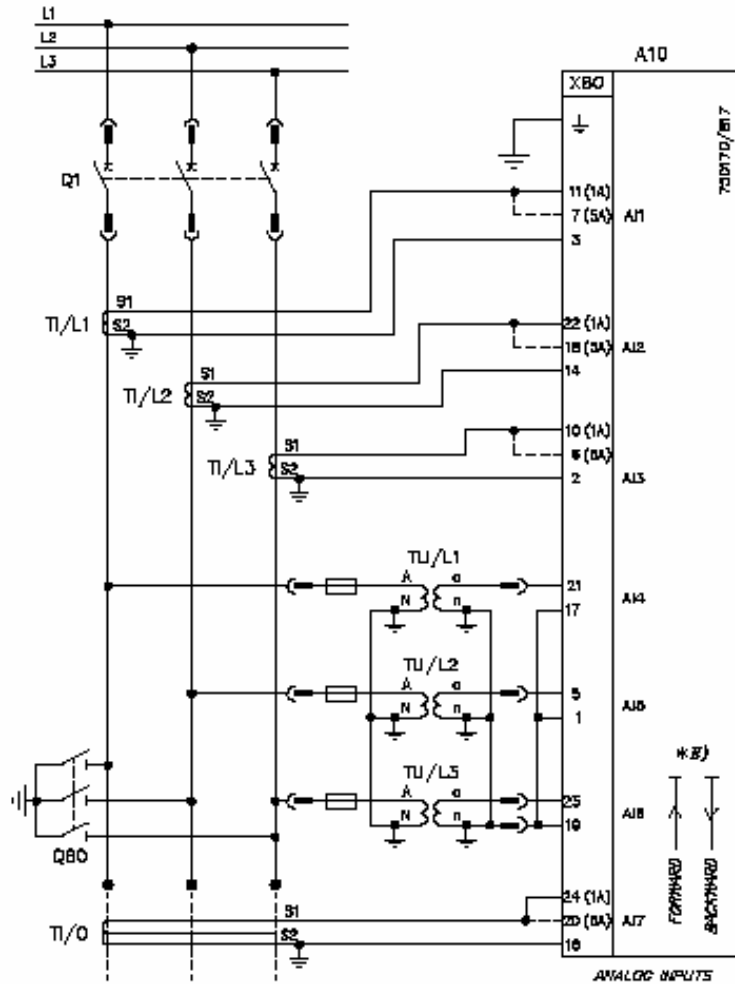 L1
L2
L3
A10
X80
750170/817
Q1
11 (1A)
7 (5A)
AI1
3
TI/L1
S1
S2
22 (1A)
18 (5A)
AI2
14
TI/L2
S1
S2
10 (1A)
6 (5A)
2
AI3
TI/L3
S1
S2
TU/L1
A
a
N
n
21
17
AI4
TU/L2
A
a
N
n
5
1
AI5
TU/L3
A
a
N
n
23
19
AI6
*E)
FORWARD
BACKWARD
Q80
24 (1A)
20 (5A)
AI7
16
TI/0
S1
S2
ANALOG INPUTS